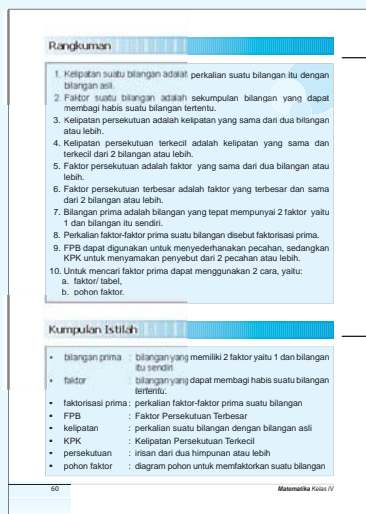 Rangkuman
1. Kelipatan suatu bilangan adalah perkalian suatu bilangan itu dengan
bilangan asli.
2. Faktor suatu bilangan adalah sekumpulan bilangan yang dapat
membagi habis suatu bilangan tertentu.
3. Kelipatan persekutuan adalah kelipatan yang sama dari dua bilangan
atau lebih.
4. Kelipatan persekutuan terkecil adalah kelipatan yang sama dan
terkecil dari 2 bilangan atau lebih.
5. Faktor persekutuan adalah faktor yang sama dari dua bilangan atau
lebih.
6. Faktor persekutuan terbesar adalah faktor yang terbesar dan sama
dari 2 bilangan atau lebih.
7. Bilangan prima adalah bilangan yang tepat mempunyai 2 faktor yaitu
1 dan bilangan itu sendiri.
8. Perkalian faktor-faktor prima suatu bilangan disebut faktorisasi prima.
9. FPB dapat digunakan untuk menyederhanakan pecahan, sedangkan
KPK untuk menyamakan penyebut dari 2 pecahan atau lebih.
10. Untuk mencari faktor prima dapat menggunakan 2 cara, yaitu:
a. faktor/ tabel,
b. pohon faktor.
Kumpulan Istilah
• bilangan prima : bilangan yang memiliki 2 faktor yaitu 1 dan bilangan
itu sendiri
• faktor : bilangan yang dapat membagi habis suatu bilangan
tertentu.
• faktorisasi prima : perkalian faktor-faktor prima suatu bilangan
• FPB : Faktor Persekutuan Terbesar
• kelipatan : perkalian suatu bilangan dengan bilangan asli
• KPK : Kelipatan Persekutuan Terkecil
• persekutuan : irisan dari dua himpunan atau lebih
• pohon faktor : diagram pohon untuk memfaktorkan suatu bilangan
60 Matematika Kelas IV